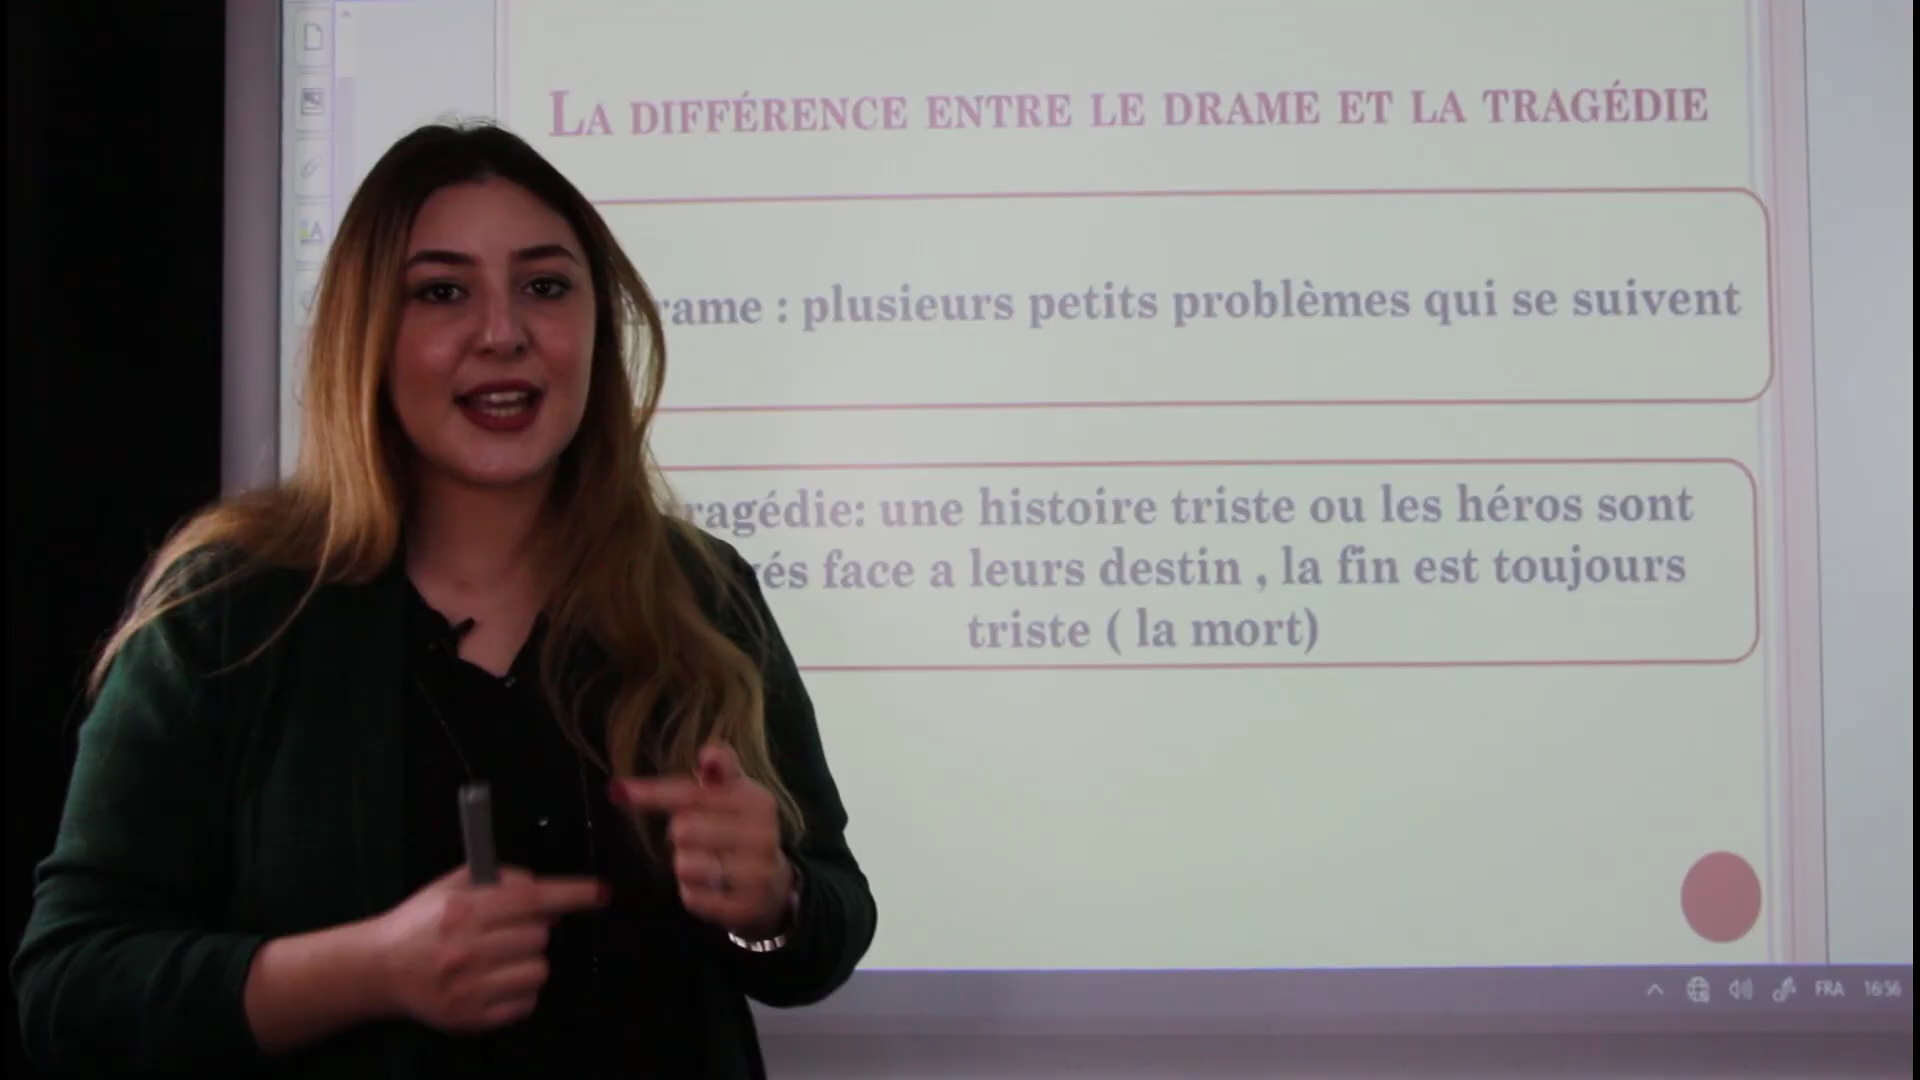 LA DIFFÉRENCE ENTRE LE DRAME ET LA TRAGÉDIE
rame : plusieurs petits problèmes qui se suivent
ragédie: une histoire triste ou les héros sont
és face a leurs destin , la fin est toujours
triste ( la mort)
FRA 16:56